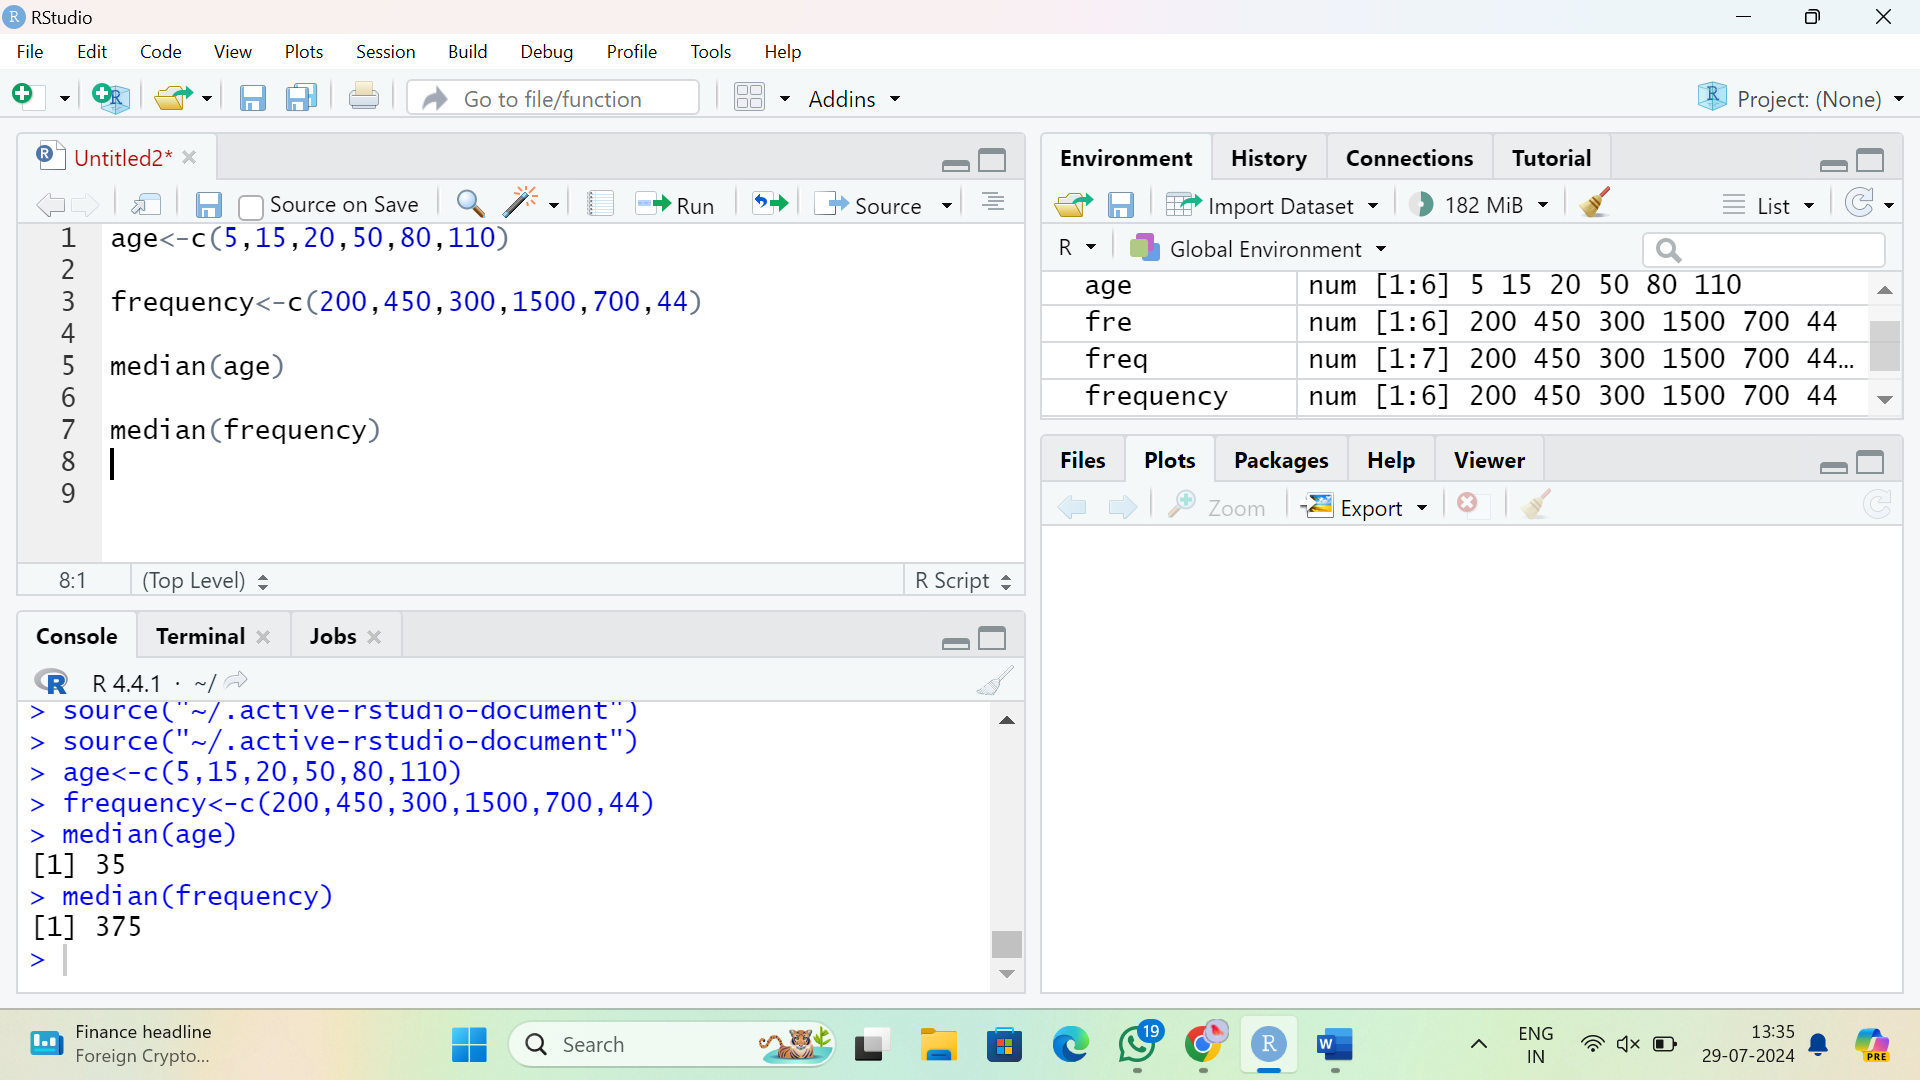 RStudio
File Edit Code View Plots Session Build Debug Profile Tools Help
Go to file/function Addins Project: (None)
Untitled2*
Source on Save Run Source
1 age<-c(5,15,20,50,80,110)
2
3 frequency<-c(200,450,300,1500,700,44)
4
5 median(age)
6
7 median(frequency)
8
9
8:1 (Top Level) R Script
Console Terminal Jobs
R 4.4.1 · ~/
> source("~/.active-rstudio-document")
> source("~/.active-rstudio-document")
> age<-c(5,15,20,50,80,110)
> frequency<-c(200,450,300,1500,700,44)
> median(age)
[1] 35
> median(frequency)
[1] 375
>
Environment History Connections Tutorial
Import Dataset 182 MiB List
R Global Environment
age num [1:6] 5 15 20 50 80 110
fre num [1:6] 200 450 300 1500 700 44
freq num [1:7] 200 450 300 1500 700 44…
frequency num [1:6] 200 450 300 1500 700 44
Files Plots Packages Help Viewer
Zoom Export
Finance headline
Foreign Crypto...
Search
19
ENG
IN
13:35
29-07-2024
PRE